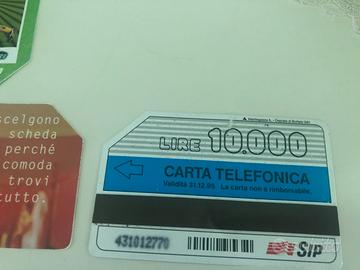 scelgono
scheda
perché
comoda
trovi
tutto.
LIRE 10.000
CARTA TELEFONICA
Validità 31.12.95 La carta non è rimborsabile.
431012770
SIP